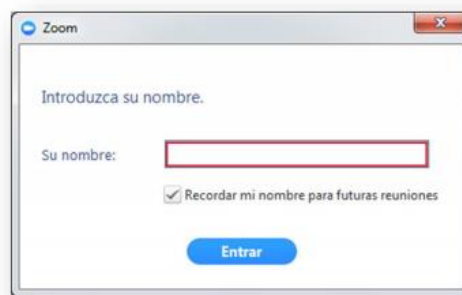 Zoom
Introduzca su nombre.
Su nombre:
Recordar mi nombre para futuras reuniones
Entrar